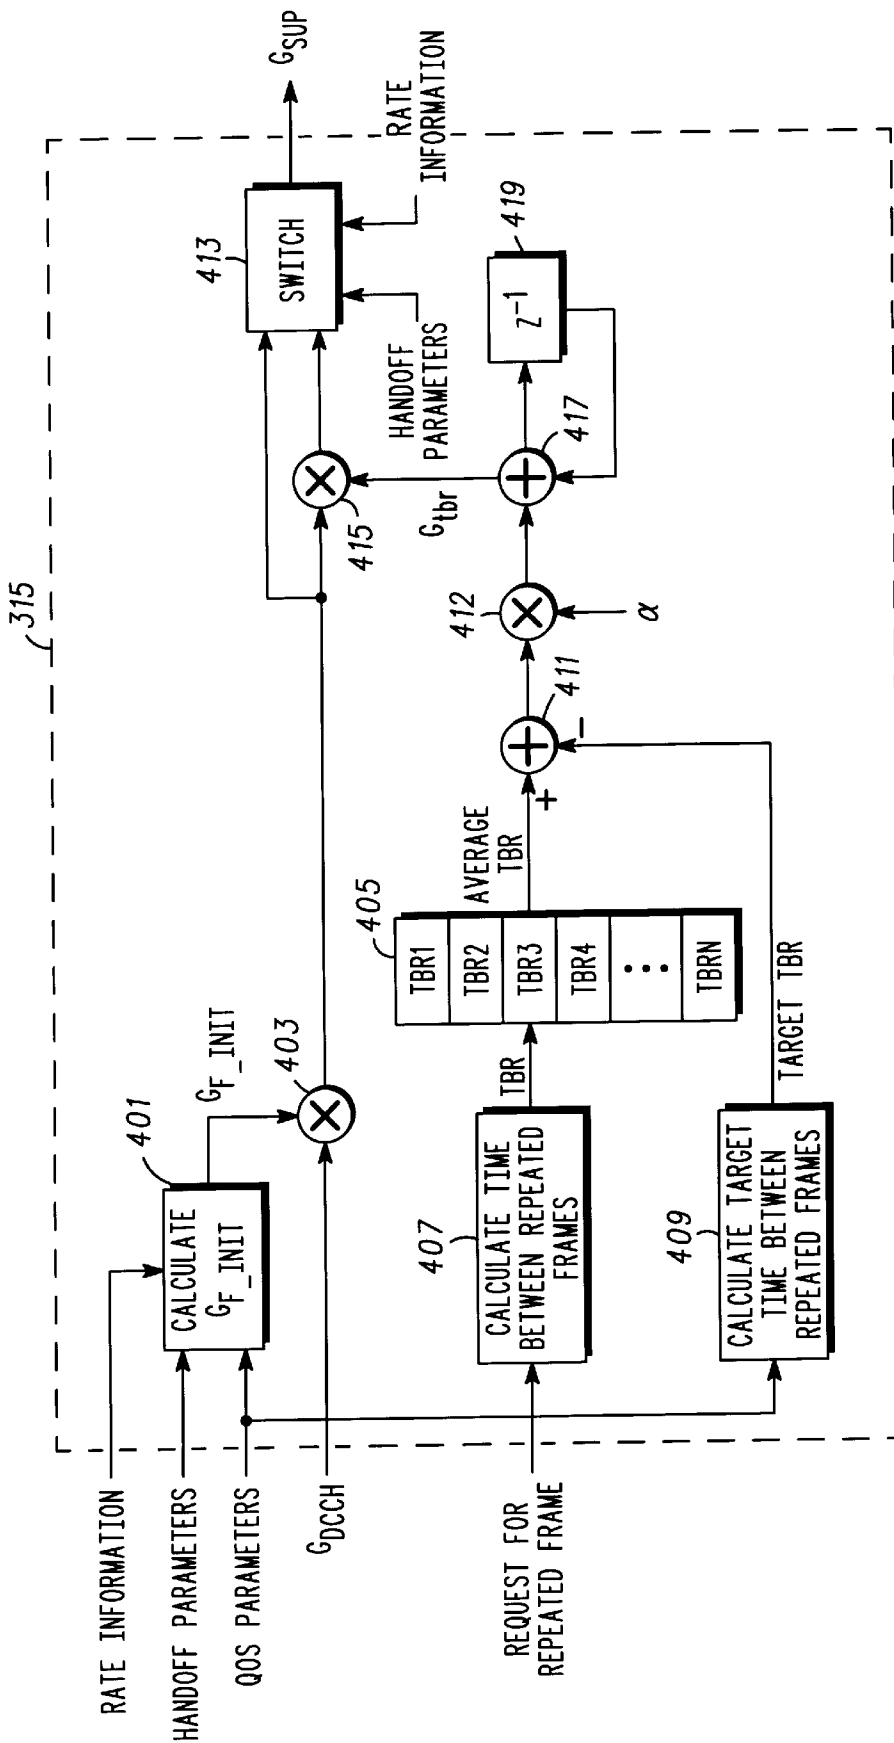 315
RATE INFORMATION
HANDOFF PARAMETERS
QOS PARAMETERS
G_DCCH
REQUEST FOR
REPEATED FRAME
401
CALCULATE
G_F_INIT
G_F_INIT
403
407
CALCULATE TIME
BETWEEN REPEATED
FRAMES
TBR
409
CALCULATE TARGET
TIME BETWEEN
REPEATED FRAMES
TARGET TBR
405
TBR1
TBR2
TBR3
TBR4
•••
TBRN
AVERAGE
TBR
+
-
+
411
412
×
α
G_tbr
+
417
419
Z⁻¹
415
×
×
413
SWITCH
HANDOFF
PARAMETERS
RATE
INFORMATION
G_SUP